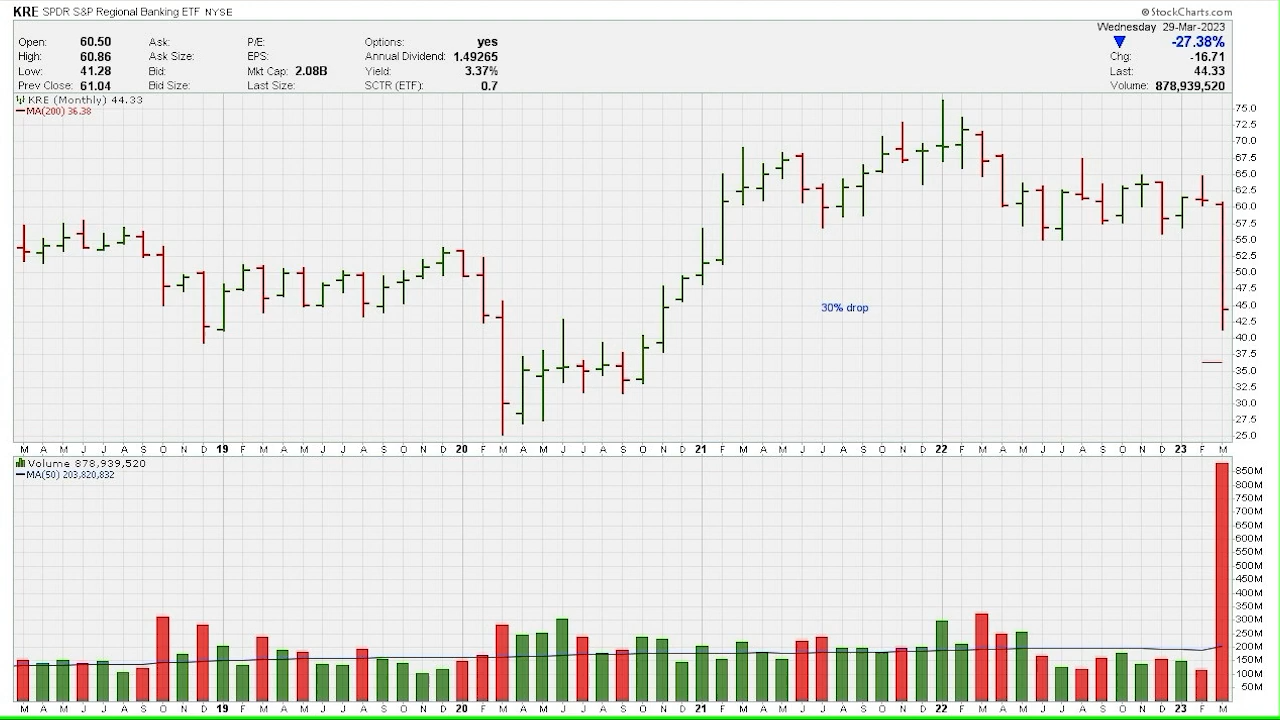 KRE SPDR S&P Regional Banking ETF NYSE
© StockCharts.com
Wednesday 29-Mar-2023
Open: 60.50 Ask: P/E: Options: yes ▼ -27.38%
High: 60.86 Ask Size: EPS: Annual Dividend: 1.49265 Chg: -16.71
Low: 41.28 Bid: Mkt Cap: 2.08B Yield: 3.37% Last: 44.33
Prev Close: 61.04 Bid Size: Last Size: SCTR (ETF): 0.7 Volume: 878,939,520
KRE (Monthly) 44.33
MA(200) 36.38
75.0
72.5
70.0
67.5
65.0
62.5
60.0
57.5
55.0
52.5
50.0
47.5
45.0
30% drop
42.5
40.0
37.5
35.0
32.5
30.0
27.5
25.0
M A M J J A S O N D 19 F M A M J J A S O N D 20 F M A M J J A S O N D 21 F M A M J J A S O N D 22 F M A M J J A S O N D 23 F M
Volume 878,939,520
MA(50) 203,820,832
850M
800M
750M
700M
650M
600M
550M
500M
450M
400M
350M
300M
250M
200M
150M
100M
50M
M A M J J A S O N D 19 F M A M J J A S O N D 20 F M A M J J A S O N D 21 F M A M J J A S O N D 22 F M A M J J A S O N D 23 F M